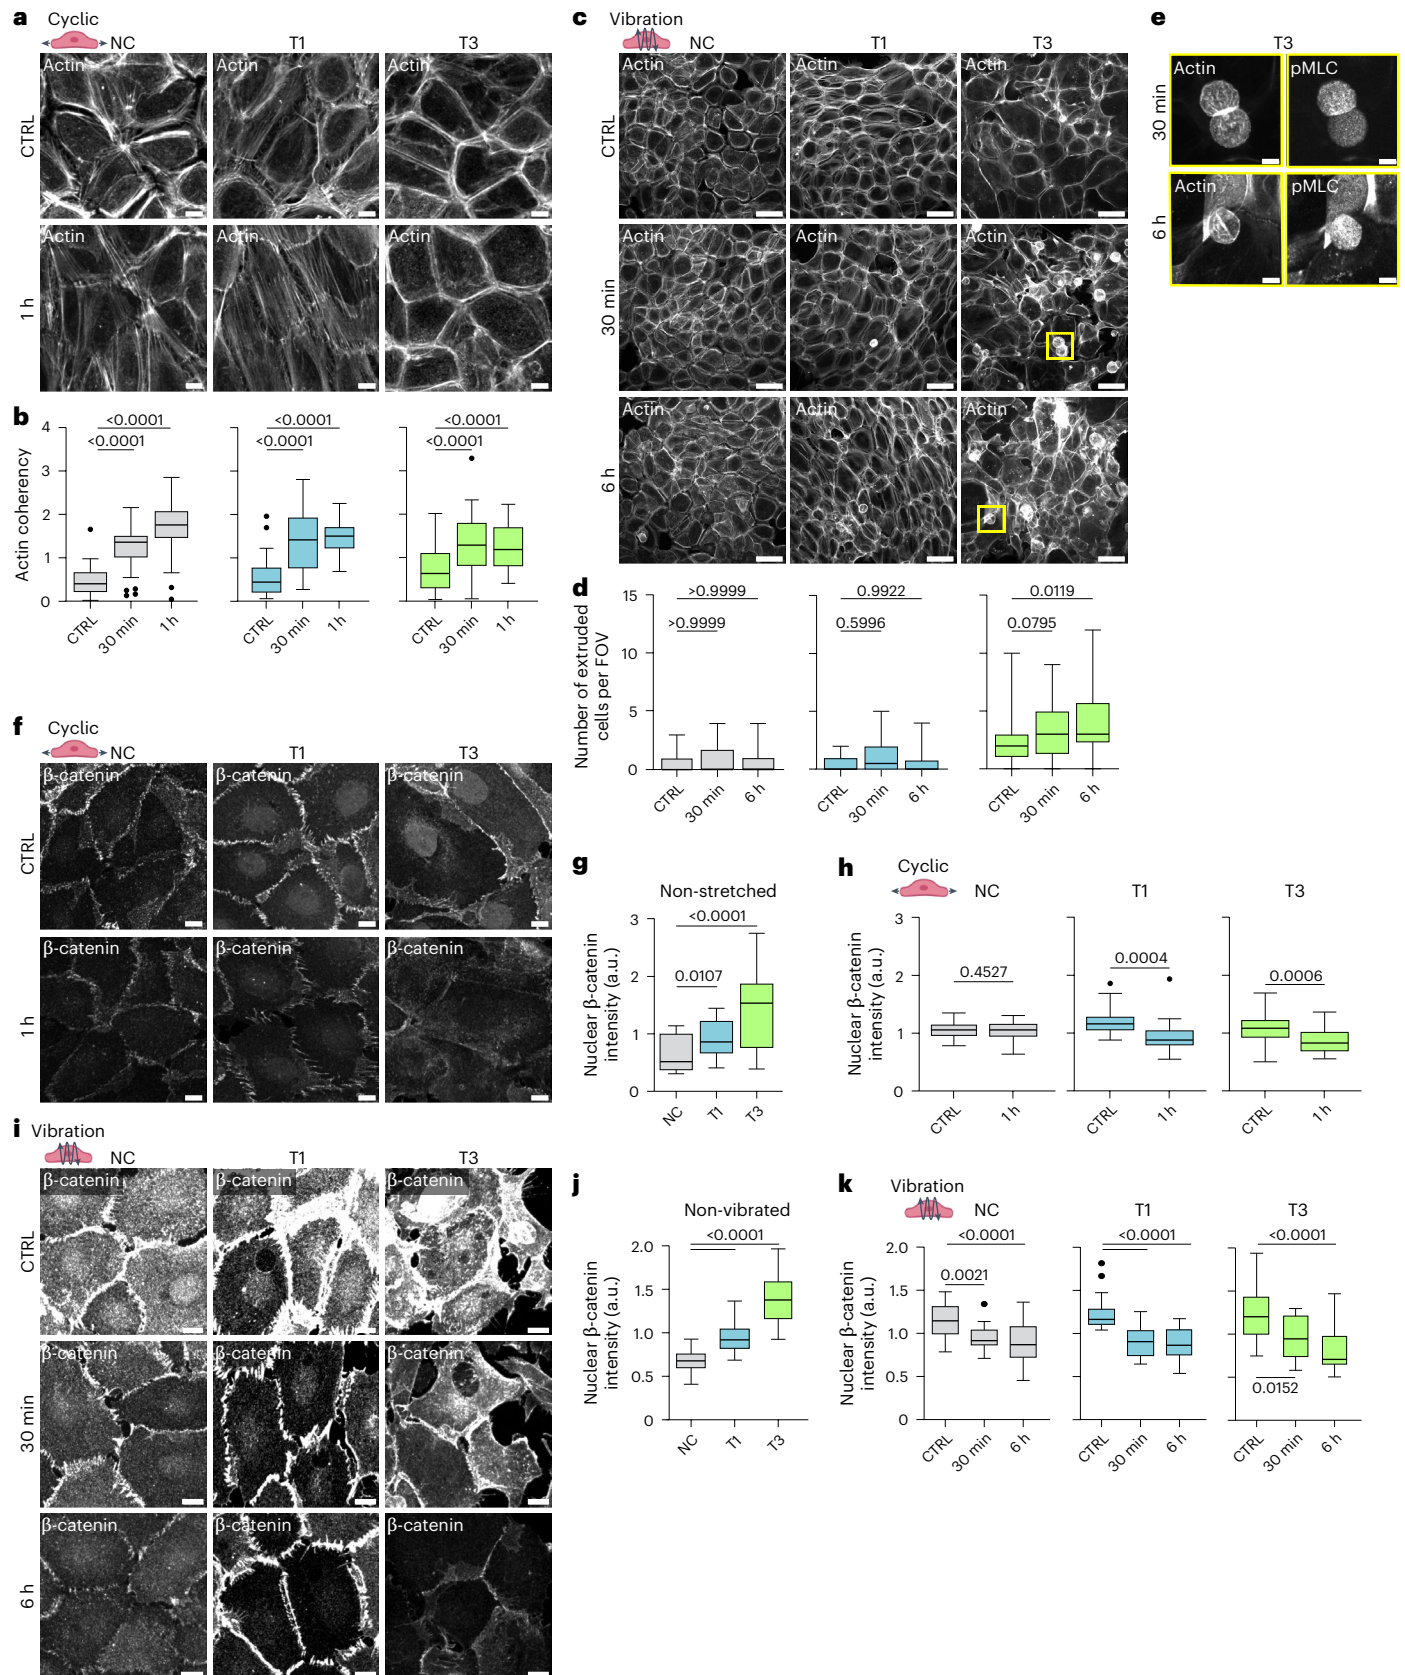 a Cyclic
NC T1 T3
CTRL
Actin Actin Actin
1 h
Actin Actin Actin
b
Actin coherency
4
3
2
1
0
<0.0001
<0.0001
<0.0001
<0.0001
<0.0001
<0.0001
CTRL 30 min 1 h
CTRL 30 min 1 h
CTRL 30 min 1 h
c Vibration
NC T1 T3
CTRL
Actin Actin Actin
30 min
Actin Actin Actin
6 h
Actin Actin Actin
d
Number of extruded
cells per FOV
15
10
5
0
>0.9999
>0.9999
0.9922
0.5996
0.0119
0.0795
CTRL 30 min 6 h
CTRL 30 min 6 h
CTRL 30 min 6 h
e
T3
30 min
Actin pMLC
6 h
Actin pMLC
f Cyclic
NC T1 T3
CTRL
β-catenin β-catenin β-catenin
1 h
β-catenin β-catenin β-catenin
g
Non-stretched
Nuclear β-catenin
intensity (a.u.)
3
2
1
0
<0.0001
0.0107
NC T1 T3
h Cyclic
NC T1 T3
Nuclear β-catenin
intensity (a.u.)
3
2
1
0
0.4527
0.0004
0.0006
CTRL 1 h
CTRL 1 h
CTRL 1 h
i Vibration
NC T1 T3
CTRL
β-catenin β-catenin β-catenin
30 min
β-catenin β-catenin β-catenin
6 h
β-catenin β-catenin β-catenin
j
Non-vibrated
Nuclear β-catenin
intensity (a.u.)
2.0
1.5
1.0
0.5
0
<0.0001
NC T1 T3
k Vibration
NC T1 T3
Nuclear β-catenin
intensity (a.u.)
2.0
1.5
1.0
0.5
0
<0.0001
0.0021
<0.0001
<0.0001
0.0152
CTRL 30 min 6 h
CTRL 30 min 6 h
CTRL 30 min 6 h